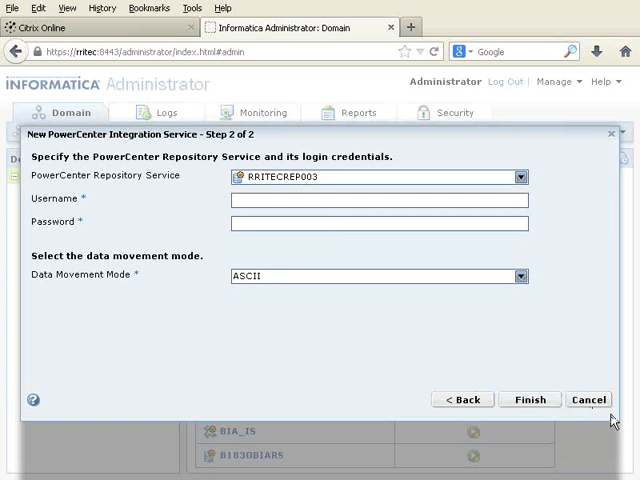 File Edit View History Bookmarks Tools Help
Citrix Online × Informatica Administrator: Domain × +
https://rritec:8443/administrator/index.html#admin Google
INFORMATICA Administrator Administrator Log Out Manage Help
Domain Logs Monitoring Reports Security
New PowerCenter Integration Service - Step 2 of 2 ×
Specify the PowerCenter Repository Service and its login credentials.
PowerCenter Repository Service RRITECREP003
Username *
Password *
Select the data movement mode.
Data Movement Mode * ASCII
? < Back Finish Cancel
BIA_IS
B1830BIARS